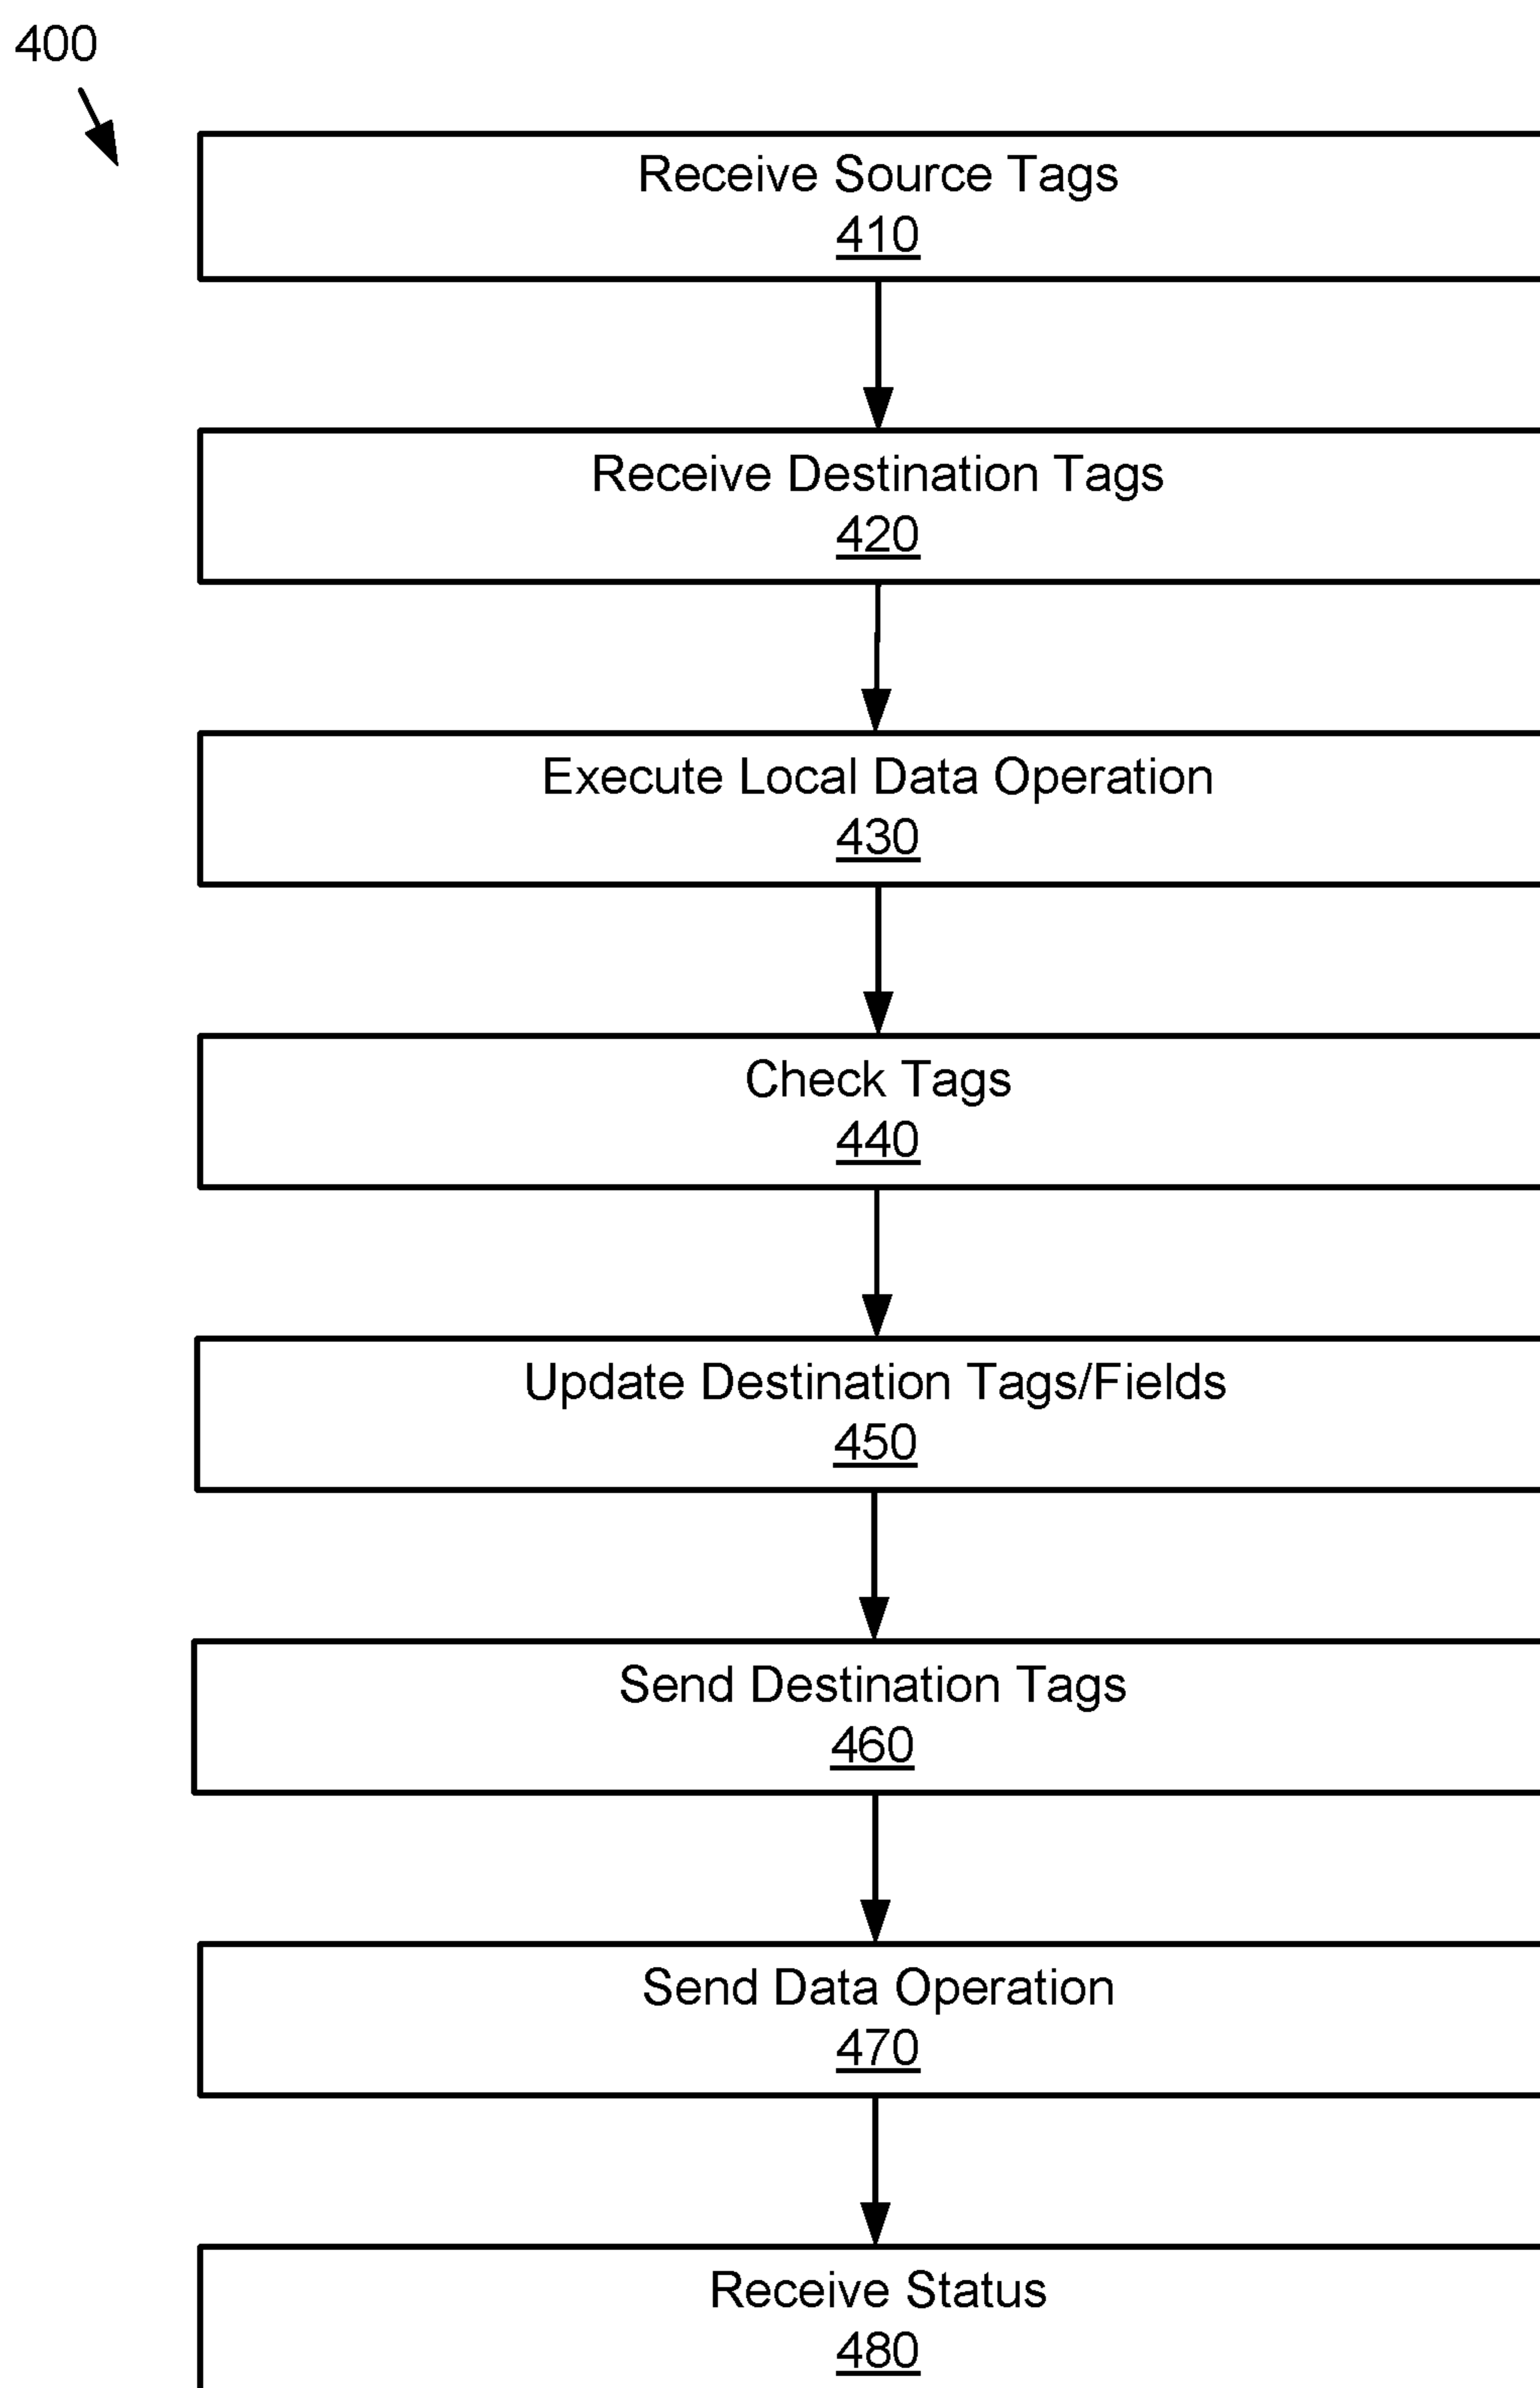 400
Receive Source Tags
410
Receive Destination Tags
420
Execute Local Data Operation
430
Check Tags
440
Update Destination Tags/Fields
450
Send Destination Tags
460
Send Data Operation
470
Receive Status
480